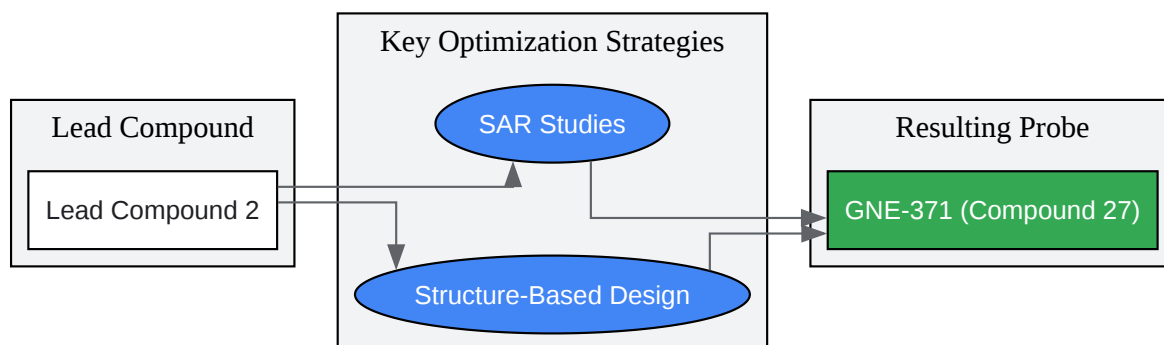 Lead Compound
Lead Compound 2
Key Optimization Strategies
SAR Studies
Structure-Based Design
Resulting Probe
GNE-371 (Compound 27)